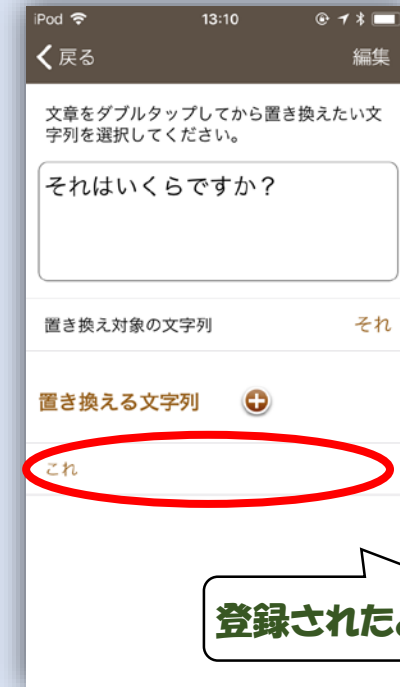 iPod 13:10
戻る 編集
文章をダブルタップしてから置き換えたい文
字列を選択してください。
それはいくらですか？
置き換え対象の文字列 それ
置き換える文字列
これ
登録された